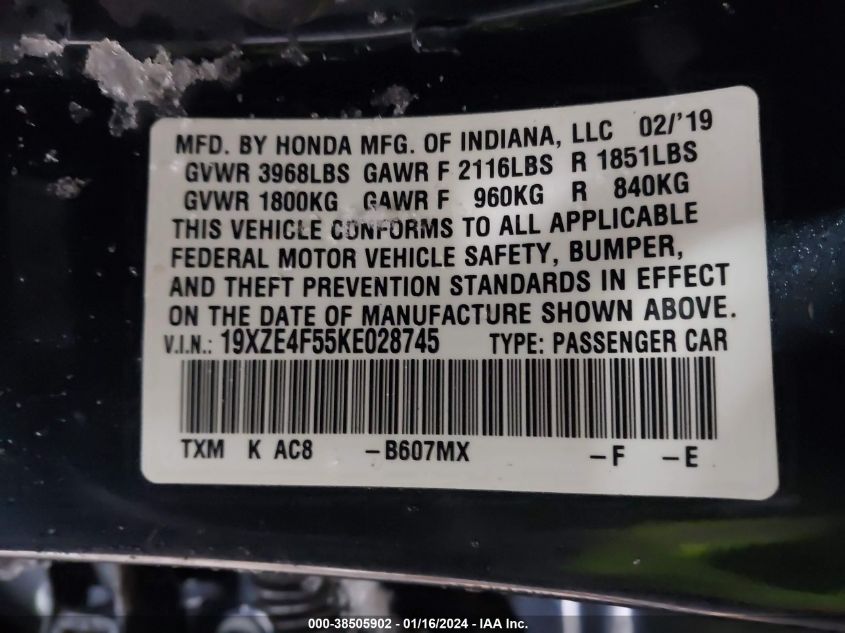 MFD. BY HONDA MFG. OF INDIANA, LLC 02/'19
GVWR 3968LBS GAWR F 2116LBS R 1851LBS
GVWR 1800KG GAWR F 960KG R 840KG
THIS VEHICLE CONFORMS TO ALL APPLICABLE
FEDERAL MOTOR VEHICLE SAFETY, BUMPER,
AND THEFT PREVENTION STANDARDS IN EFFECT
ON THE DATE OF MANUFACTURE SHOWN ABOVE.
V.I.N.: 19XZE4F55KE028745 TYPE: PASSENGER CAR
TXM K AC8 -B607MX -F -E
000-38505902 - 01/16/2024 - IAA Inc.